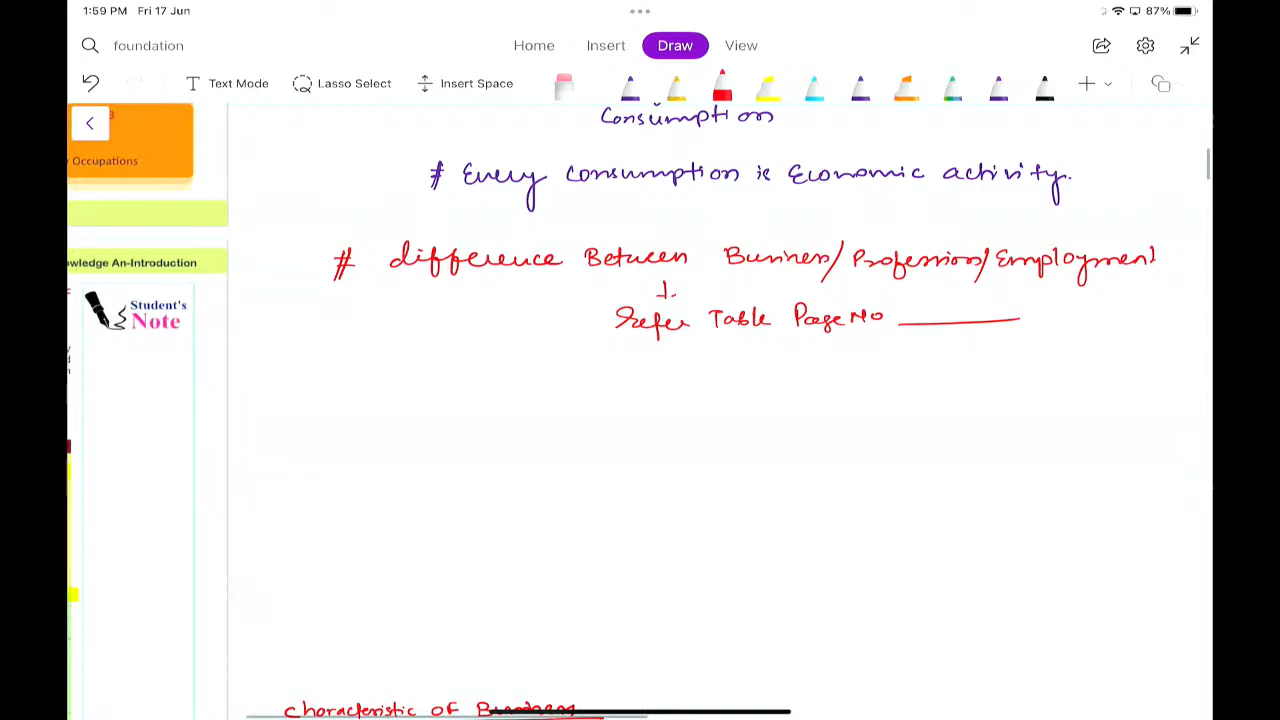 1:59 PM Fri 17 Jun
87%
foundation
Home Insert Draw View
Text Mode Lasso Select Insert Space
3
Occupations
Consumption
# Every consumption is Economic activity.
wledge An-Introduction
# difference Between Business/Profession/Employment
Student's
Note
Refer Table Page No
characteristic of Business